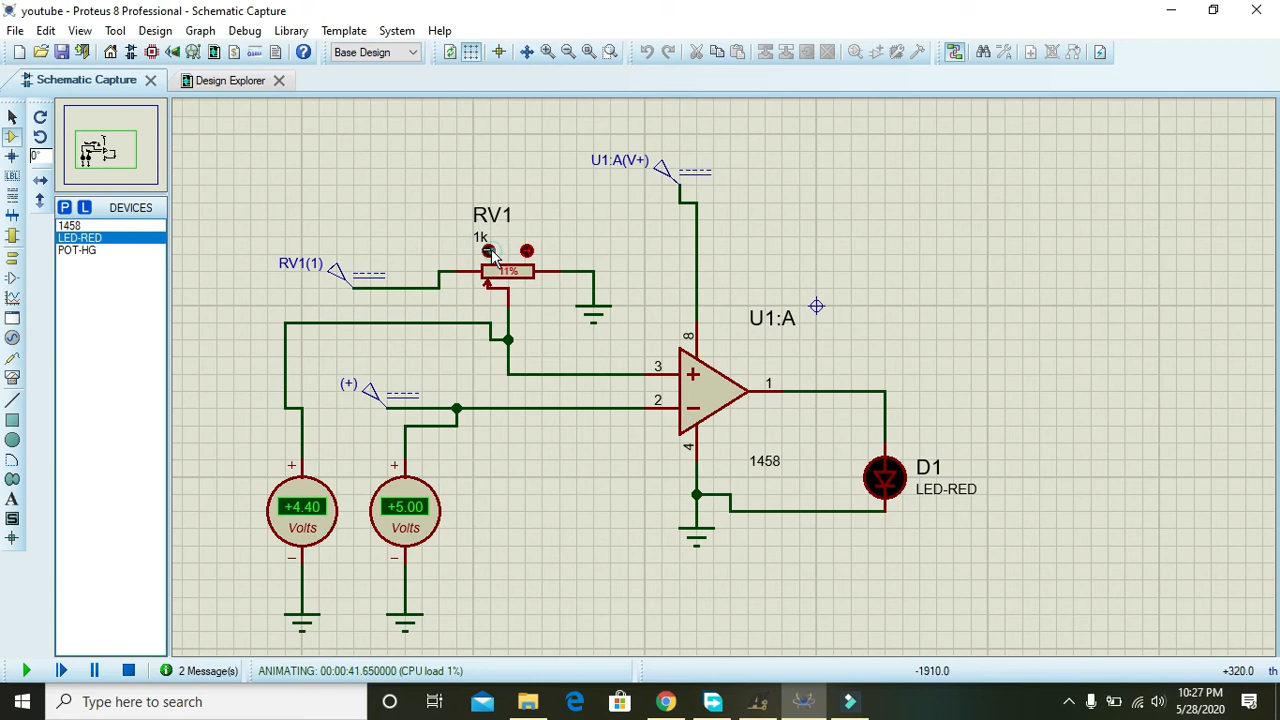 youtube - Proteus 8 Professional - Schematic Capture
File Edit View Tool Design Graph Debug Library Template System Help
Base Design
Schematic Capture
Design Explorer
0°
P L DEVICES
1458
LED-RED
POT-HG
LBL
U1:A(V+)
RV1
1k
11%
RV1(1)
U1:A
8
3
1
(+)
2
4
1458
D1
LED-RED
+
+
+4.40
+5.00
Volts
Volts
2 Message(s)
ANIMATING: 00:00:41.650000 (CPU load 1%)
-1910.0
+320.0
th
Type here to search
10:27 PM
5/28/2020